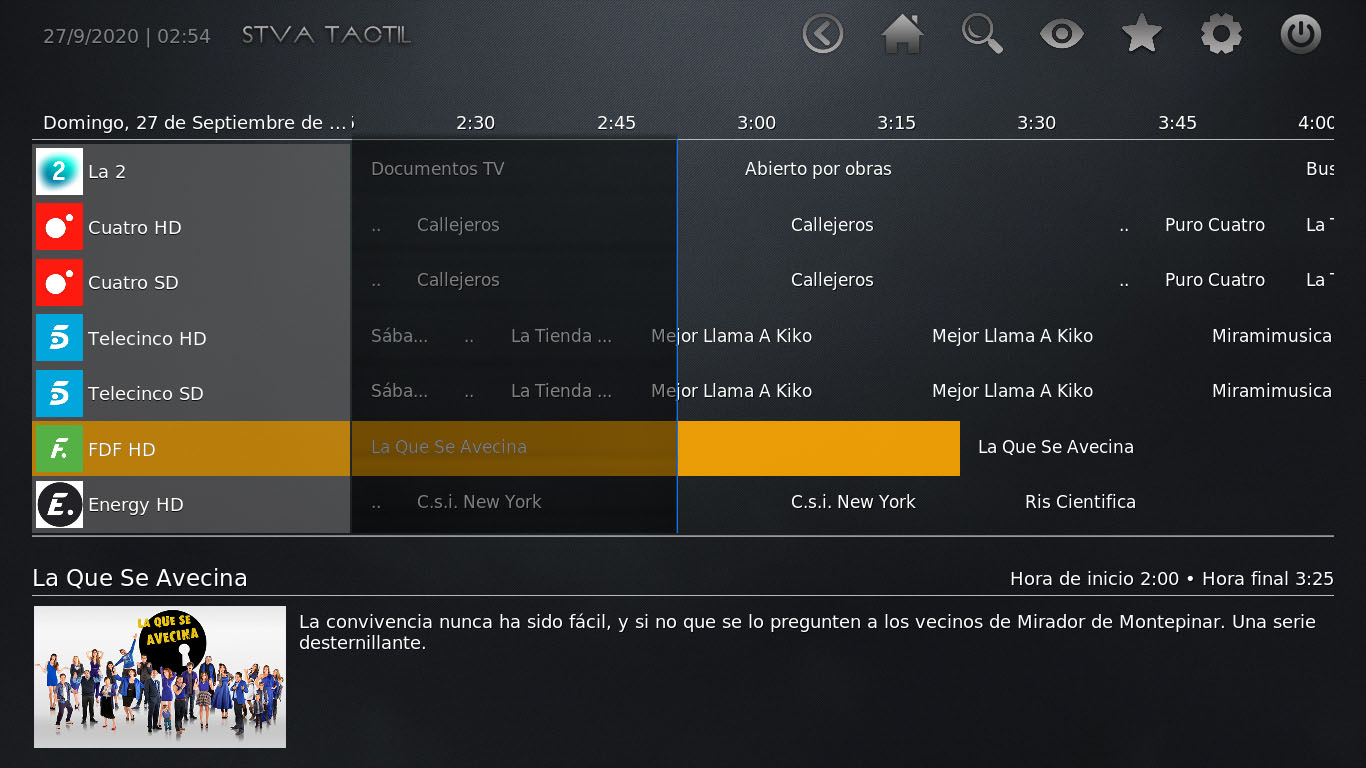 27/9/2020 | 02:54 STVA TACTIL
Domingo, 27 de Septiembre de ... 2:30 2:45 3:00 3:15 3:30 3:45 4:00
2 La 2 Documentos TV Abierto por obras Bus
Cuatro HD .. Callejeros Callejeros .. Puro Cuatro La
Cuatro SD .. Callejeros Callejeros .. Puro Cuatro La
5 Telecinco HD Sába... .. La Tienda ... Mejor Llama A Kiko Mejor Llama A Kiko Miramimusica
5 Telecinco SD Sába... .. La Tienda ... Mejor Llama A Kiko Mejor Llama A Kiko Miramimusica
F. FDF HD La Que Se Avecina La Que Se Avecina
E. Energy HD .. C.s.i. New York C.s.i. New York Ris Cientifica
La Que Se Avecina Hora de inicio 2:00 • Hora final 3:25
LA QUE SE
AVECINA
La convivencia nunca ha sido fácil, y si no que se lo pregunten a los vecinos de Mirador de Montepinar. Una serie
desternillante.